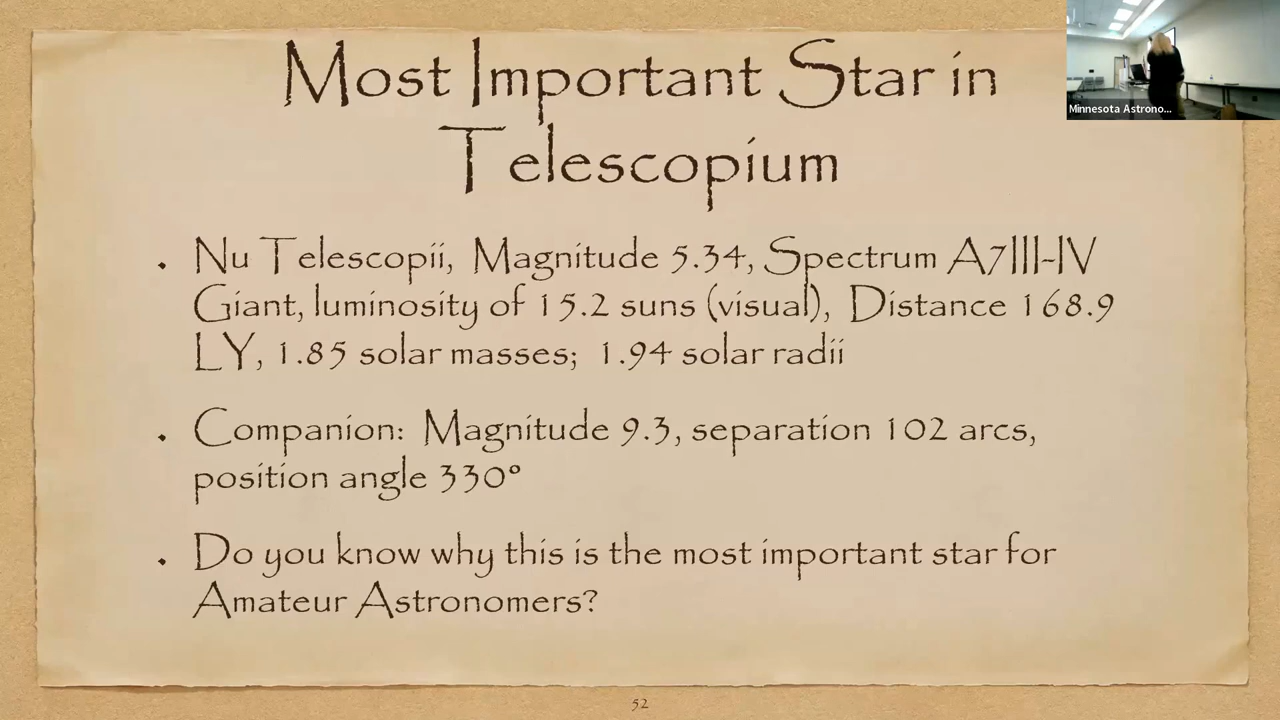 Most Important Star in
Telescopium
Minnesota Astrono...
• Nu Telescopii, Magnitude 5.34, Spectrum A7III-IV
Giant, luminosity of 15.2 suns (visual), Distance 168.9
LY, 1.85 solar masses; 1.94 solar radii
• Companion: Magnitude 9.3, separation 102 arcs,
position angle 330°
• Do you know why this is the most important star for
Amateur Astronomers?
52